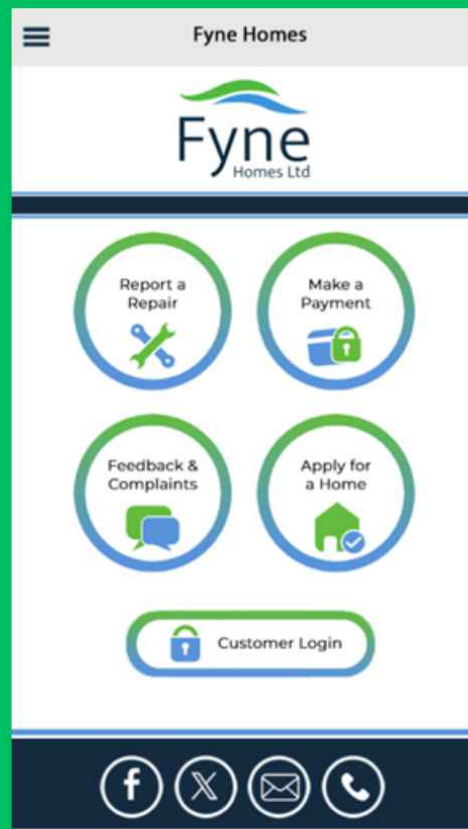 Fyne Homes
Fyne
Homes Ltd
Report a
Repair
Make a
Payment
Feedback &
Complaints
Apply for
a Home
Customer Login